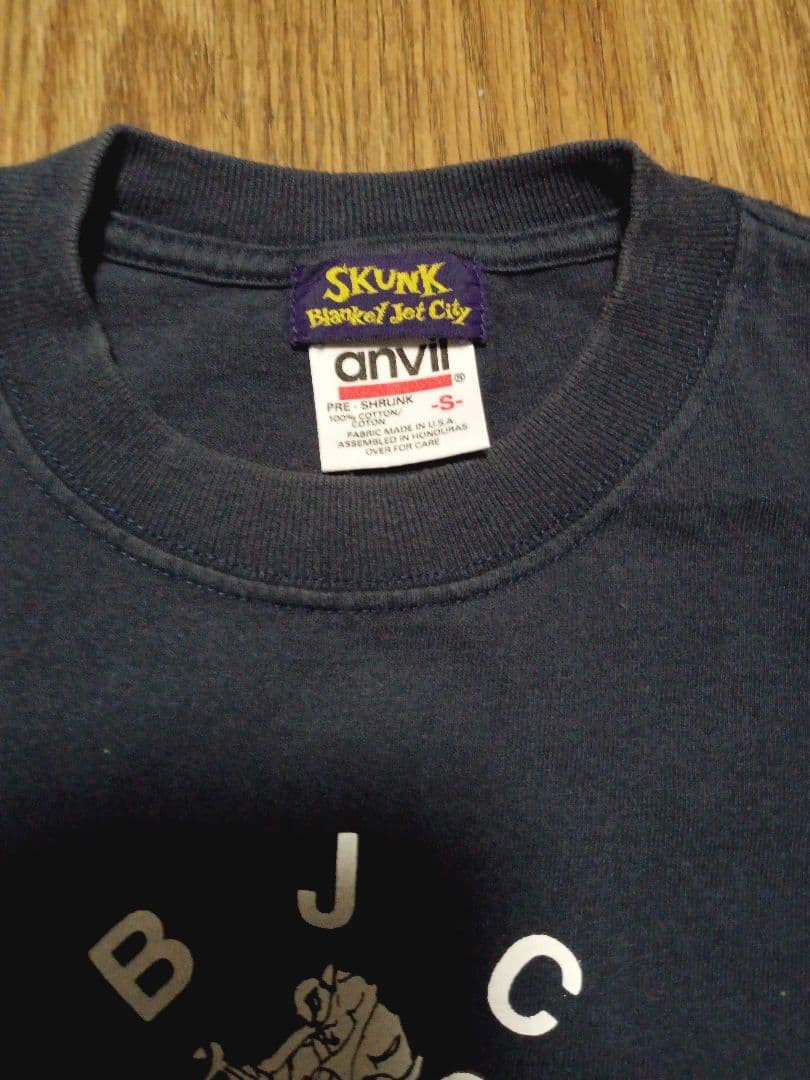 SKUNK
Blankey Jet City
anvil®
PRE - SHRUNK -S-
100% COTTON/
COTON
FABRIC MADE IN U.S.A
ASSEMBLED IN HONDURAS
OVER FOR CARE
B J C